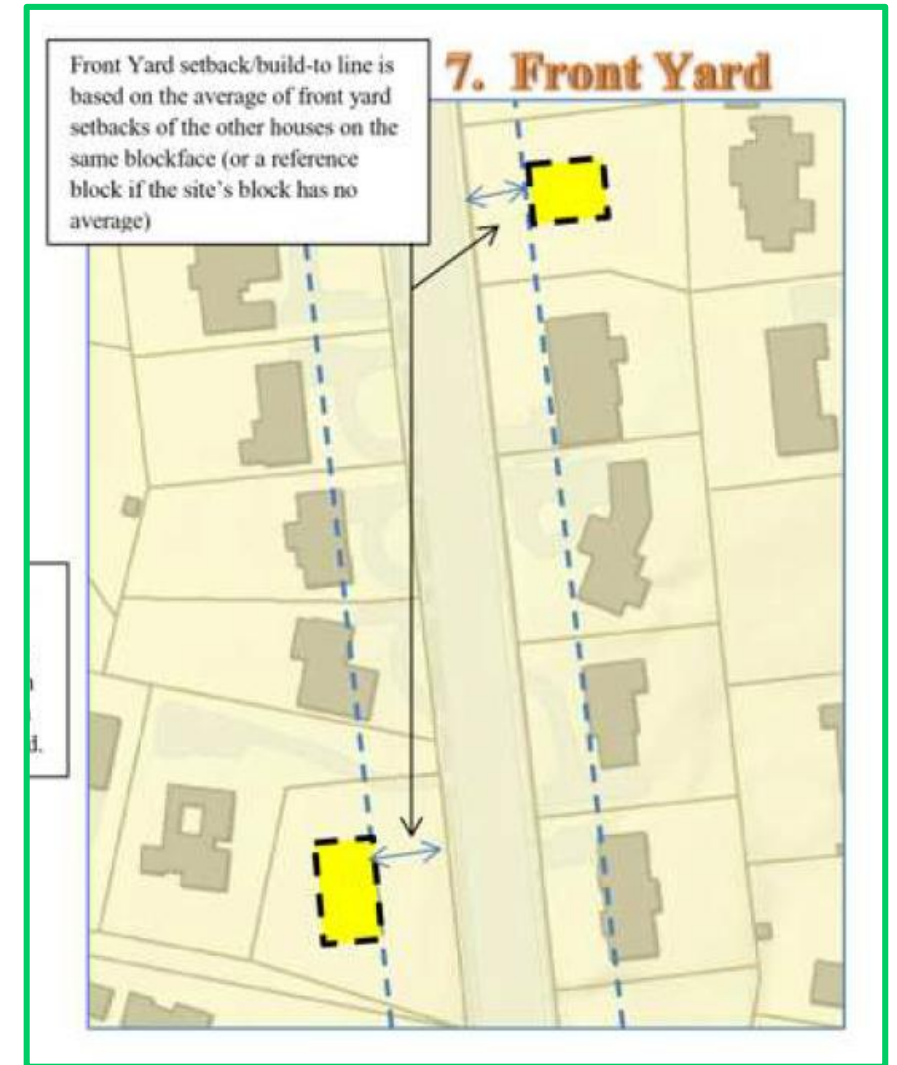 7. Front Yard
Front Yard setback/build-to line is
based on the average of front yard
setbacks of the other houses on the
same blockface (or a reference
block if the site's block has no
average)